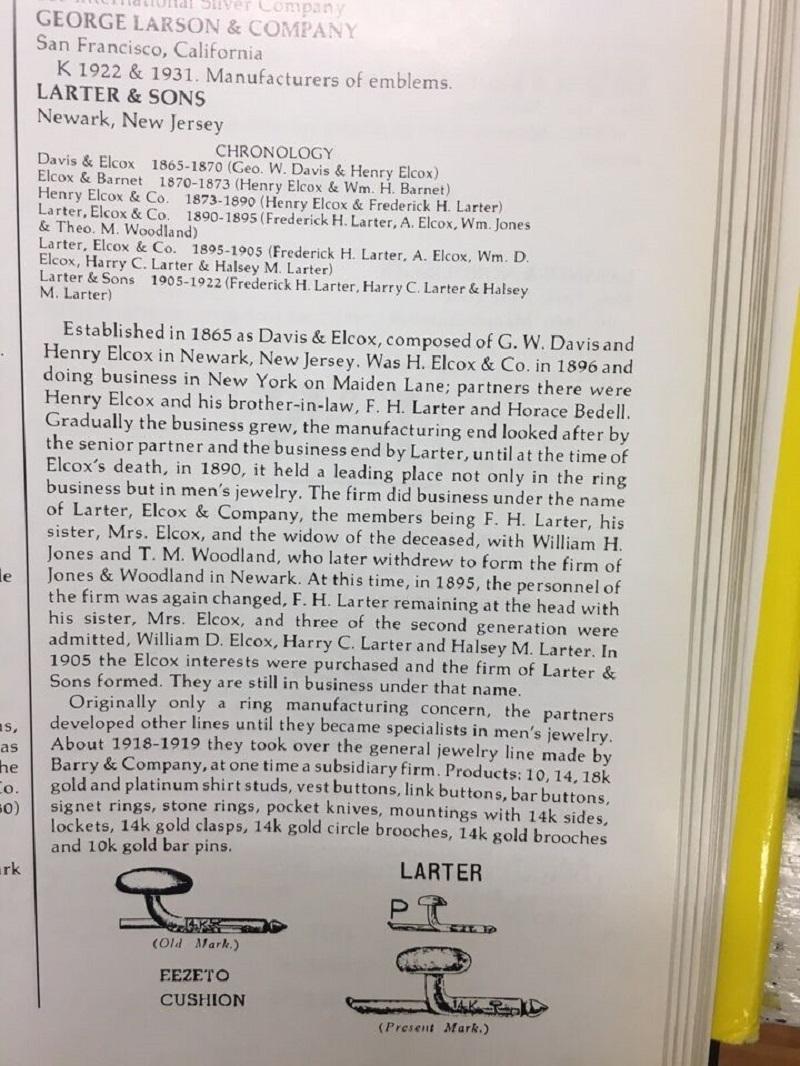 International Silver Company
GEORGE LARSON & COMPANY
San Francisco, California
K 1922 & 1931. Manufacturers of emblems.
LARTER & SONS
Newark, New Jersey
CHRONOLOGY
Davis & Elcox 1865-1870 (Geo. W. Davis & Henry Elcox)
Elcox & Barnet 1870-1873 (Henry Elcox & Wm. H. Barnet)
Henry Elcox & Co. 1873-1890 (Henry Elcox & Frederick H. Larter)
Larter, Elcox & Co. 1890-1895 (Frederick H. Larter, A. Elcox, Wm. Jones
& Theo. M. Woodland)
Larter, Elcox & Co. 1895-1905 (Frederick H. Larter, A. Elcox, Wm. D.
Elcox, Harry C. Larter & Halsey M. Larter)
Larter & Sons 1905-1922 (Frederick H. Larter, Harry C. Larter & Halsey
M. Larter)
Established in 1865 as Davis & Elcox, composed of G. W. Davis and
Henry Elcox in Newark, New Jersey. Was H. Elcox & Co. in 1896 and
doing business in New York on Maiden Lane; partners there were
Henry Elcox and his brother-in-law, F. H. Larter and Horace Bedell.
Gradually the business grew, the manufacturing end looked after by
the senior partner and the business end by Larter, until at the time of
Elcox's death, in 1890, it held a leading place not only in the ring
business but in men's jewelry. The firm did business under the name
of Larter, Elcox & Company, the members being F. H. Larter, his
sister, Mrs. Elcox, and the widow of the deceased, with William H.
Jones and T. M. Woodland, who later withdrew to form the firm of
Jones & Woodland in Newark. At this time, in 1895, the personnel of
the firm was again changed, F. H. Larter remaining at the head with
his sister, Mrs. Elcox, and three of the second generation were
admitted, William D. Elcox, Harry C. Larter and Halsey M. Larter. In
1905 the Elcox interests were purchased and the firm of Larter &
Sons formed. They are still in business under that name.
Originally only a ring manufacturing concern, the partners
developed other lines until they became specialists in men's jewelry.
About 1918-1919 they took over the general jewelry line made by
Barry & Company, at one time a subsidiary firm. Products: 10, 14, 18k
gold and platinum shirt studs, vest buttons, link buttons, bar buttons,
signet rings, stone rings, pocket knives, mountings with 14k sides,
lockets, 14k gold clasps, 14k gold circle brooches, 14k gold brooches
and 10k gold bar pins.
14K
(Old Mark.)
EEZETO
CUSHION
LARTER
P
14K
(Present Mark.)
le
as
he
Co.
rk